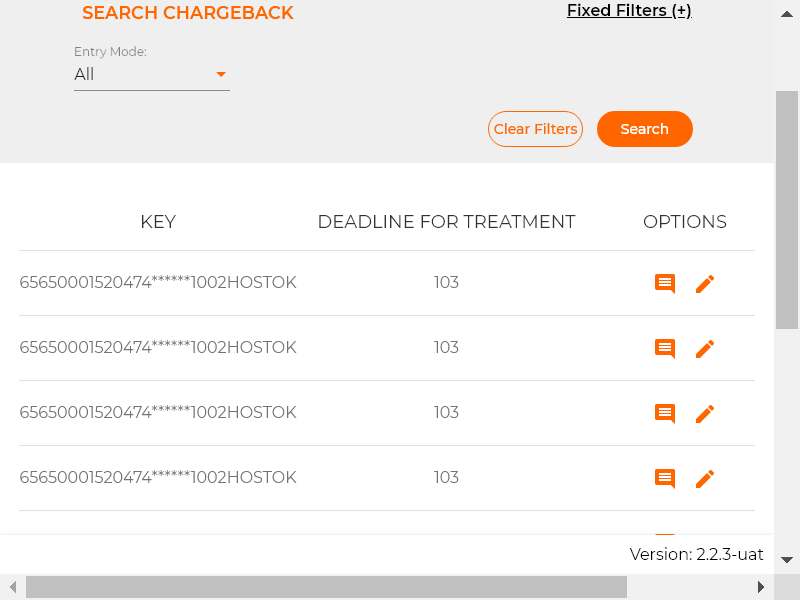 SEARCH CHARGEBACK
Fixed Filters (+)
Entry Mode:
All
Clear Filters
Search
KEY
DEADLINE FOR TREATMENT
OPTIONS
65650001520474******1002HOSTOK
103
65650001520474******1002HOSTOK
103
65650001520474******1002HOSTOK
103
65650001520474******1002HOSTOK
103
Version: 2.2.3-uat